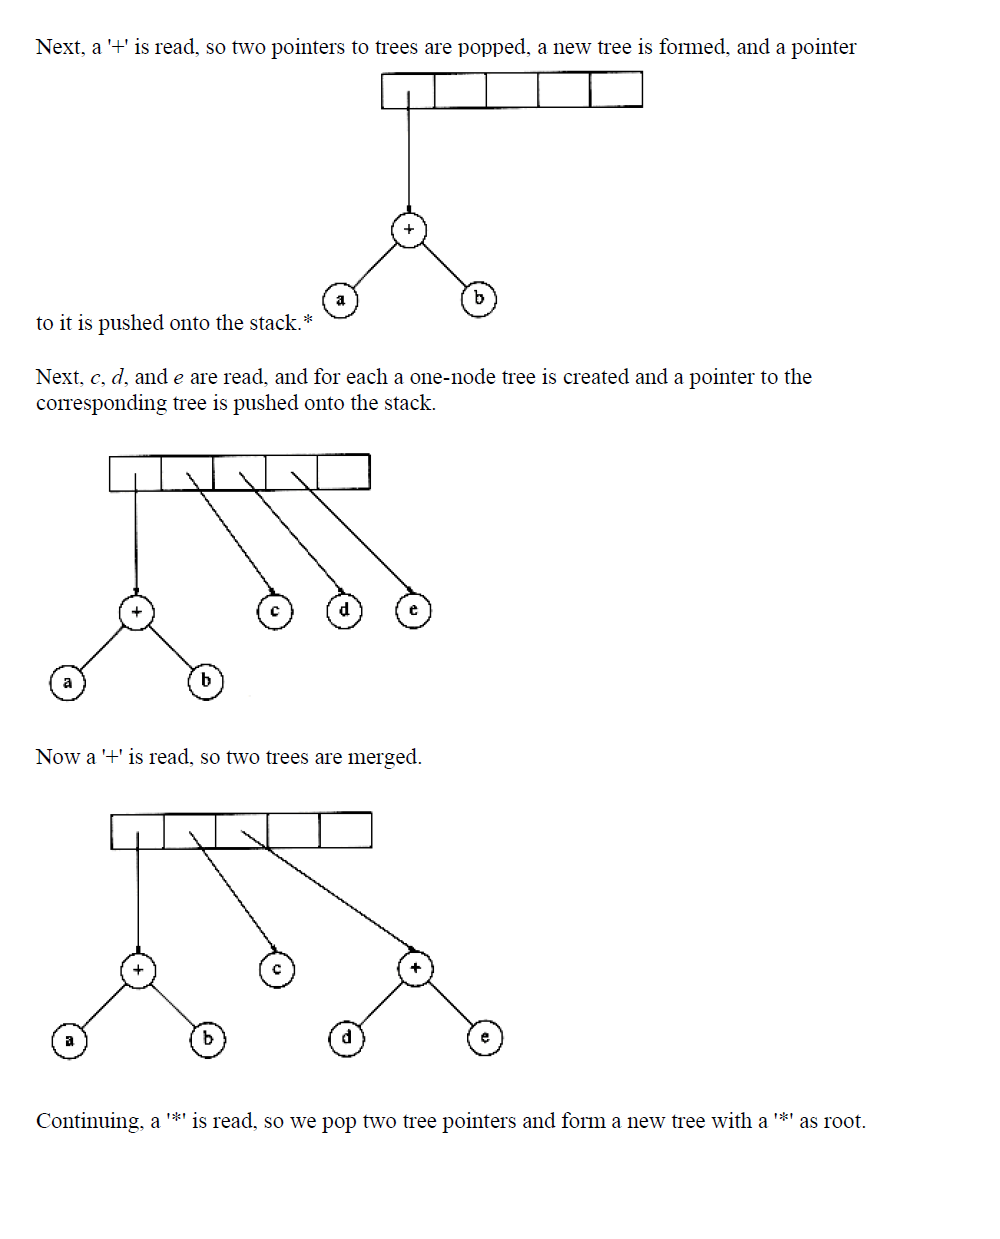 Next, a '+' is read, so two pointers to trees are popped, a new tree is formed, and a pointer
+
a b
to it is pushed onto the stack.*
Next, c, d, and e are read, and for each a one-node tree is created and a pointer to the
corresponding tree is pushed onto the stack.
+ c d e
a b
Now a '+' is read, so two trees are merged.
+ c +
a b d e
Continuing, a '*' is read, so we pop two tree pointers and form a new tree with a '*' as root.